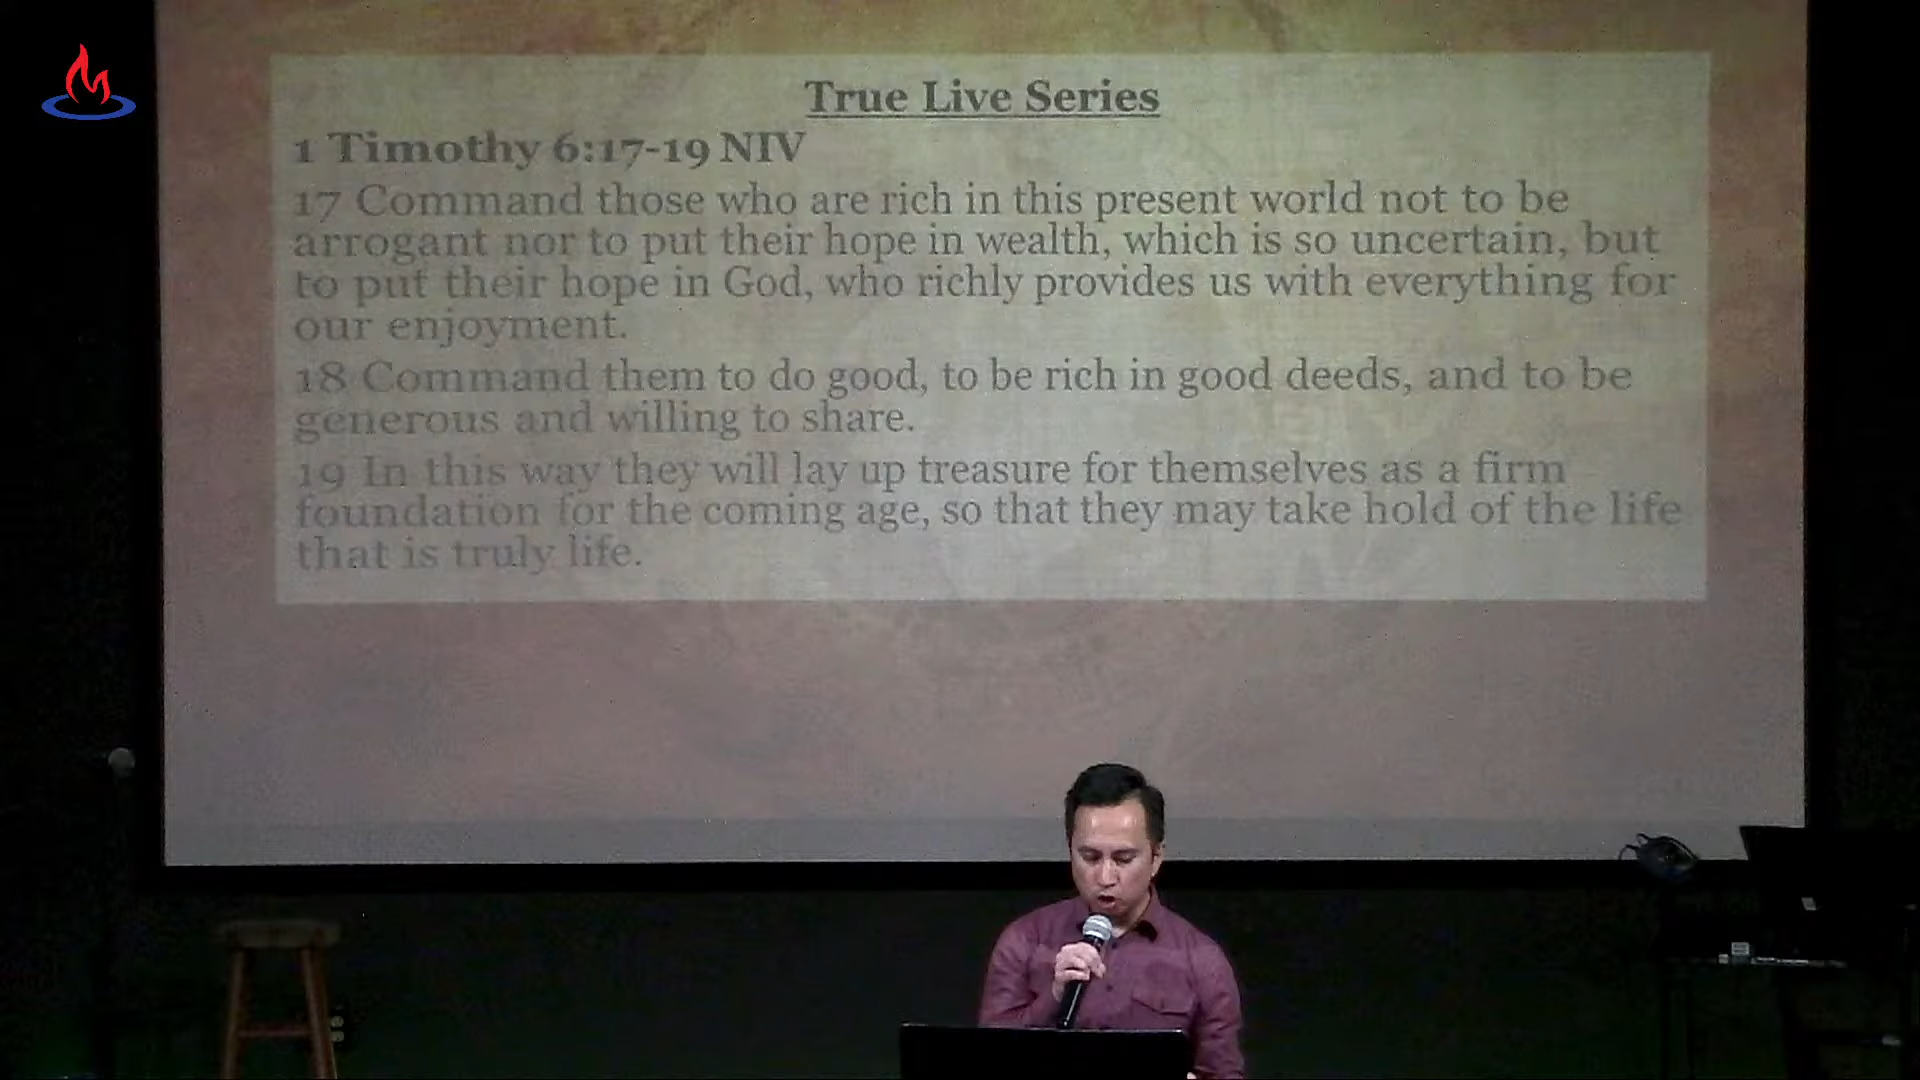 True Live Series
1 Timothy 6:17-19 NIV
17 Command those who are rich in this present world not to be
arrogant nor to put their hope in wealth, which is so uncertain, but
to put their hope in God, who richly provides us with everything for
our enjoyment.
18 Command them to do good, to be rich in good deeds, and to be
generous and willing to share.
19 In this way they will lay up treasure for themselves as a firm
foundation for the coming age, so that they may take hold of the life
that is truly life.